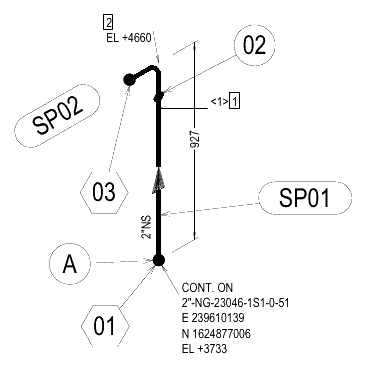 2
EL +4660
02
SP02
<1> 1
927
03
SP01
2"NS
A
01
CONT. ON
2"-NG-23046-1S1-0-51
E 239610139
N 1624877006
EL +3733